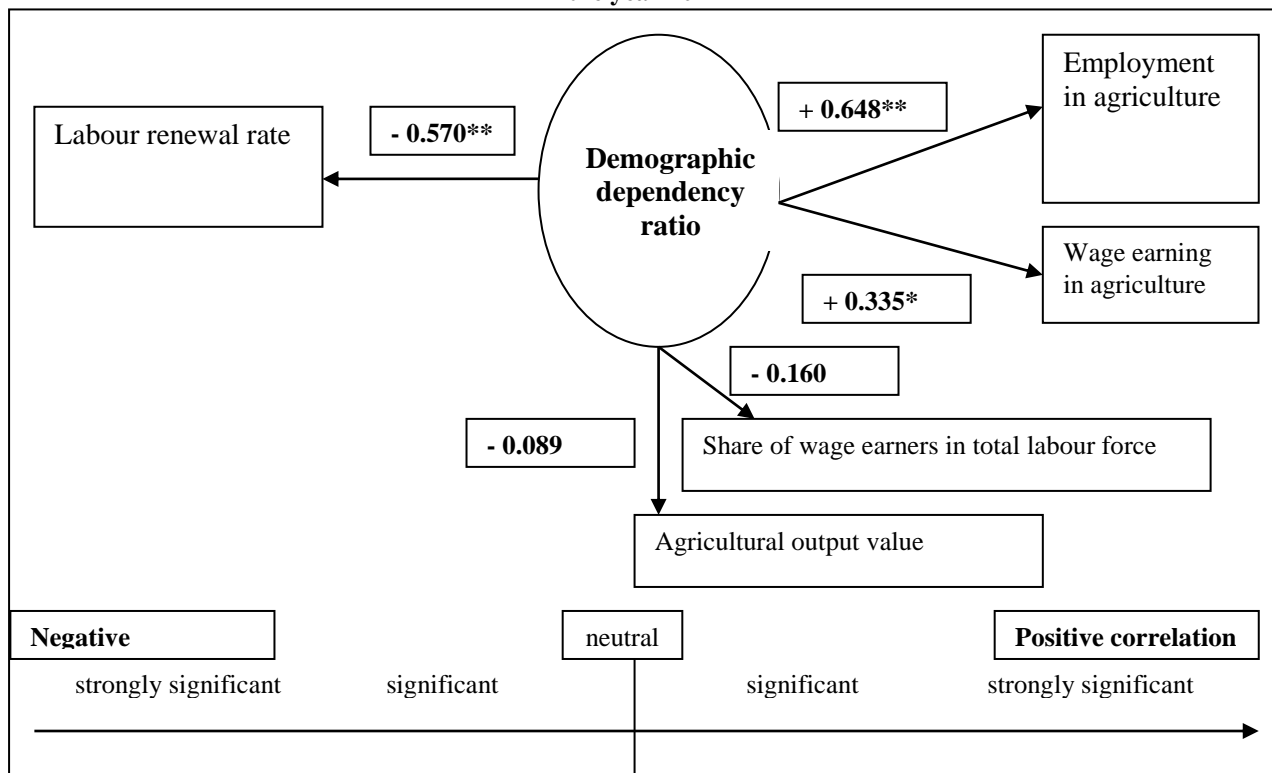 Employment
in agriculture
+ 0.648**
Labour renewal rate
- 0.570**
Demographic
dependency
ratio
Wage earning
in agriculture
+ 0.335*
- 0.160
- 0.089
Share of wage earners in total labour force
Agricultural output value
Negative
neutral
Positive correlation
strongly significant
significant
significant
strongly significant